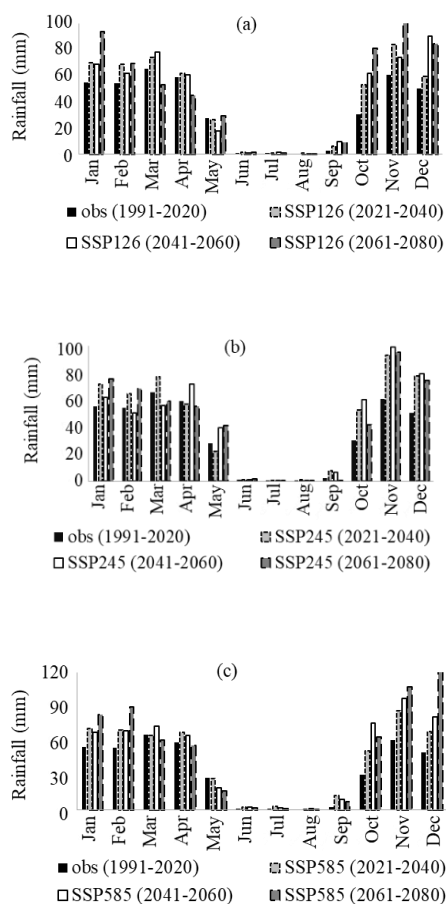 (a)
Rainfall (mm)
100
80
60
40
20
0
Jan Feb Mar Apr May Jun Jul Aug Sep Oct Nov Dec
obs (1991-2020) SSP126 (2021-2040)
SSP126 (2041-2060) SSP126 (2061-2080)
(b)
Rainfall (mm)
100
80
60
40
20
0
Jan Feb Mar Apr May Jun Jul Aug Sep Oct Nov Dec
obs (1991-2020) SSP245 (2021-2040)
SSP245 (2041-2060) SSP245 (2061-2080)
(c)
Rainfall (mm)
120
90
60
30
0
Jan Feb Mar Apr May Jun Jul Aug Sep Oct Nov Dec
obs (1991-2020) SSP585 (2021-2040)
SSP585 (2041-2060) SSP585 (2061-2080)